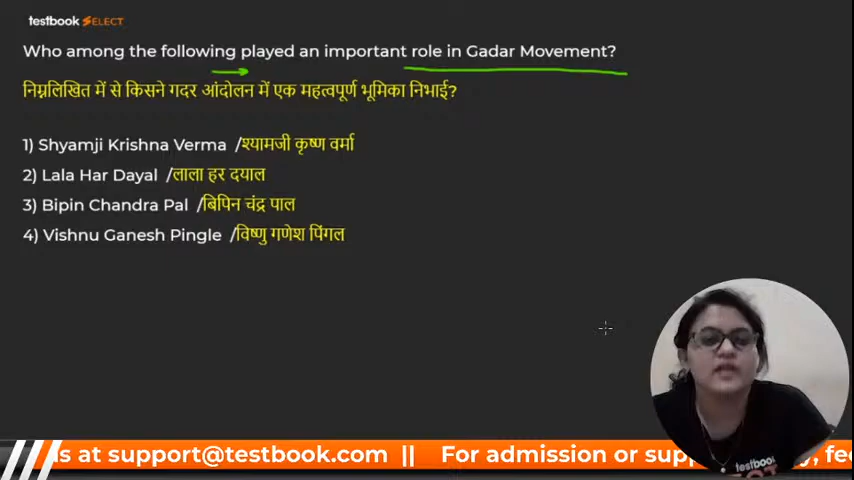 testbook SELECT
Who among the following played an important role in Gadar Movement?
निम्नलिखित में से किसने गदर आंदोलन में एक महत्वपूर्ण भूमिका निभाई?
1) Shyamji Krishna Verma /श्यामजी कृष्ण वर्मा
2) Lala Har Dayal /लाला हर दयाल
3) Bipin Chandra Pal /बिपिन चंद्र पाल
4) Vishnu Ganesh Pingle /विष्णु गणेश पिंगल
testbook
at support@testbook.com || For admission or